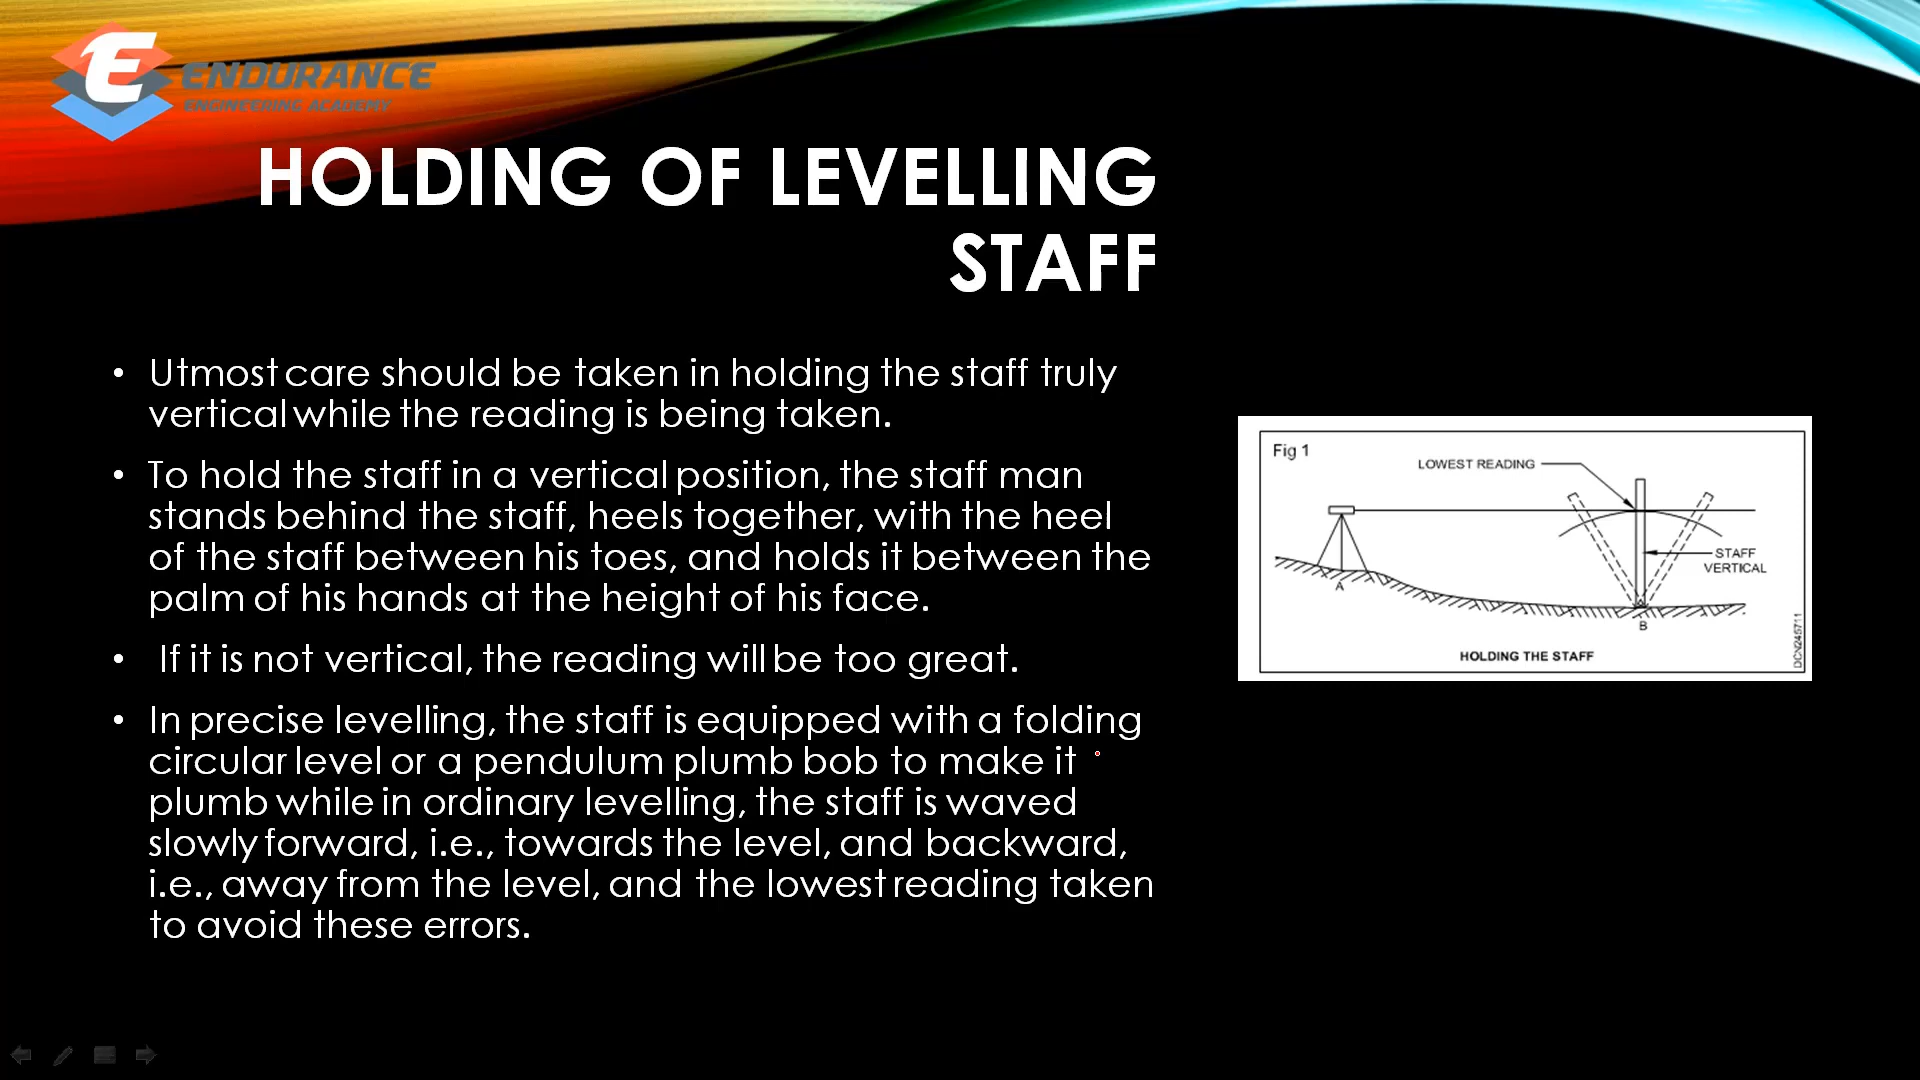 E ENDURANCE
ENGINEERING ACADEMY
HOLDING OF LEVELLING
STAFF
• Utmost care should be taken in holding the staff truly
vertical while the reading is being taken.
• To hold the staff in a vertical position, the staff man
stands behind the staff, heels together, with the heel
of the staff between his toes, and holds it between the
palm of his hands at the height of his face.
• If it is not vertical, the reading will be too great.
• In precise levelling, the staff is equipped with a folding
circular level or a pendulum plumb bob to make it
plumb while in ordinary levelling, the staff is waved
slowly forward, i.e., towards the level, and backward,
i.e., away from the level, and the lowest reading taken
to avoid these errors.
Fig 1
LOWEST READING
STAFF
VERTICAL
A
B
HOLDING THE STAFF
DCN245711